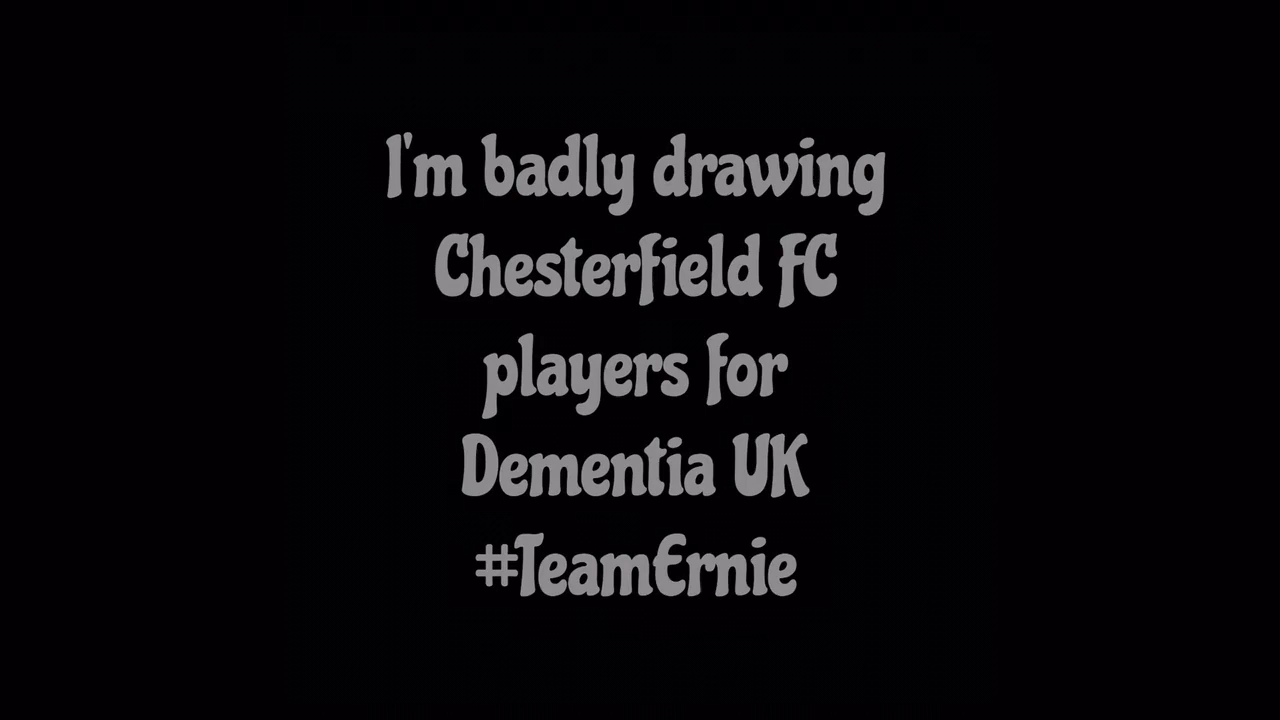 I'm badly drawing
Chesterfield FC
players for
Dementia UK
#TeamErnie